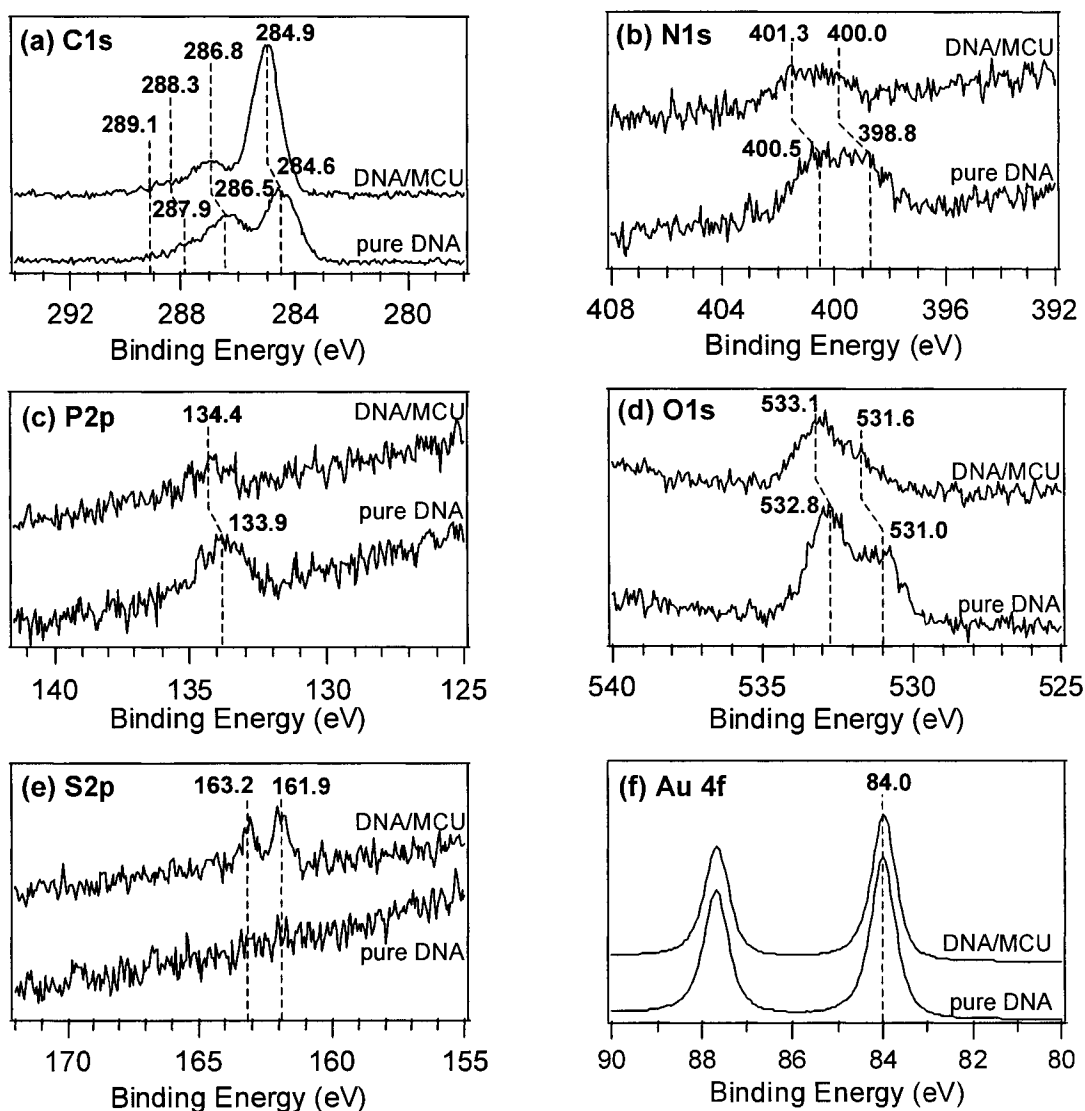 (a) C1s
286.8
284.9
288.3
289.1
284.6
DNA/MCU
286.5
287.9
pure DNA
292 288 284 280
Binding Energy (eV)
(b) N1s
401.3 400.0
DNA/MCU
398.8
400.5
pure DNA
408 404 400 396 392
Binding Energy (eV)
(c) P2p
134.4
DNA/MCU
133.9
pure DNA
140 135 130 125
Binding Energy (eV)
(d) O1s
533.1
531.6
DNA/MCU
532.8
531.0
pure DNA
540 535 530 525
Binding Energy (eV)
(e) S2p
163.2 161.9
DNA/MCU
pure DNA
170 165 160 155
Binding Energy (eV)
(f) Au 4f
84.0
DNA/MCU
pure DNA
90 88 86 84 82 80
Binding Energy (eV)